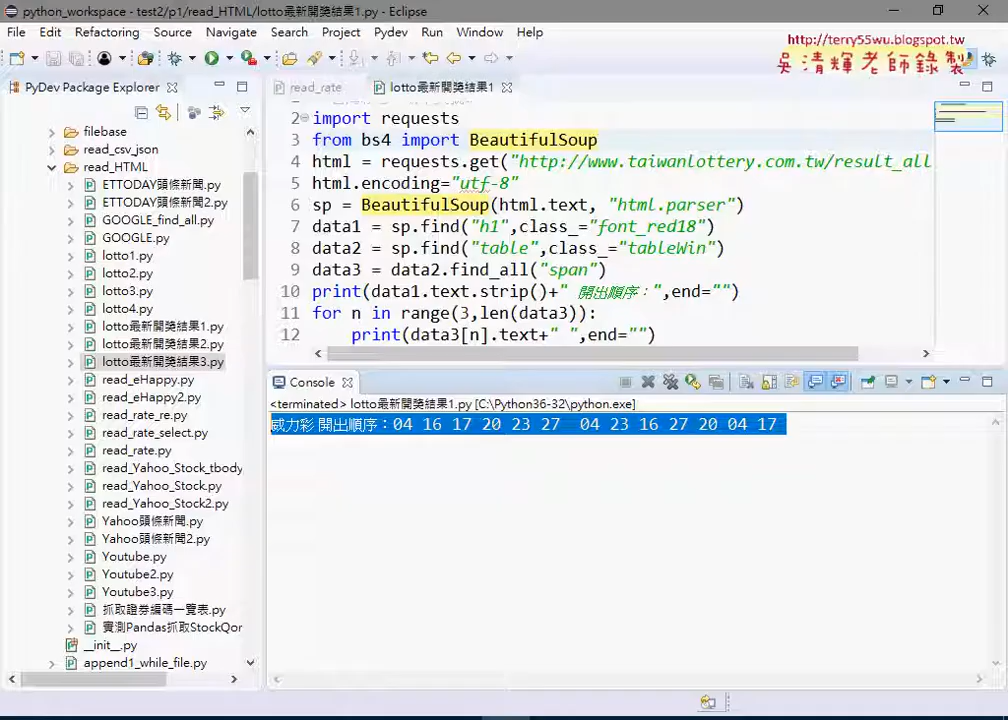 python_workspace - test2/p1/read_HTML/lotto最新開獎結果1.py - Eclipse
File Edit Refactoring Source Navigate Search Project Pydev Run Window Help
http://terry55wu.blogspot.tw
吳清輝老師錄製
PyDev Package Explorer
filebase
read_csv_json
read_HTML
ETTODAY頭條新聞.py
ETTODAY頭條新聞2.py
GOOGLE_find_all.py
GOOGLE.py
lotto1.py
lotto2.py
lotto3.py
lotto4.py
lotto最新開獎結果1.py
lotto最新開獎結果2.py
lotto最新開獎結果3.py
read_eHappy.py
read_eHappy2.py
read_rate_re.py
read_rate_select.py
read_rate.py
read_Yahoo_Stock_tbody
read_Yahoo_Stock.py
read_Yahoo_Stock2.py
Yahoo頭條新聞.py
Yahoo頭條新聞2.py
Youtube.py
Youtube2.py
Youtube3.py
抓取證券編碼一覽表.py
實測Pandas抓取StockQor
__init__.py
append1_while_file.py
read_rate
lotto最新開獎結果1
2 import requests
3 from bs4 import BeautifulSoup
4 html = requests.get("http://www.taiwanlottery.com.tw/result_all
5 html.encoding="utf-8"
6 sp = BeautifulSoup(html.text, "html.parser")
7 data1 = sp.find("h1",class_="font_red18")
8 data2 = sp.find("table",class_="tableWin")
9 data3 = data2.find_all("span")
10 print(data1.text.strip()+" 開出順序：",end="")
11 for n in range(3,len(data3)):
12 print(data3[n].text+" ",end="")
Console
<terminated> lotto最新開獎結果1.py [C:\Python36-32\python.exe]
威力彩 開出順序：04 16 17 20 23 27 04 23 16 27 20 04 17